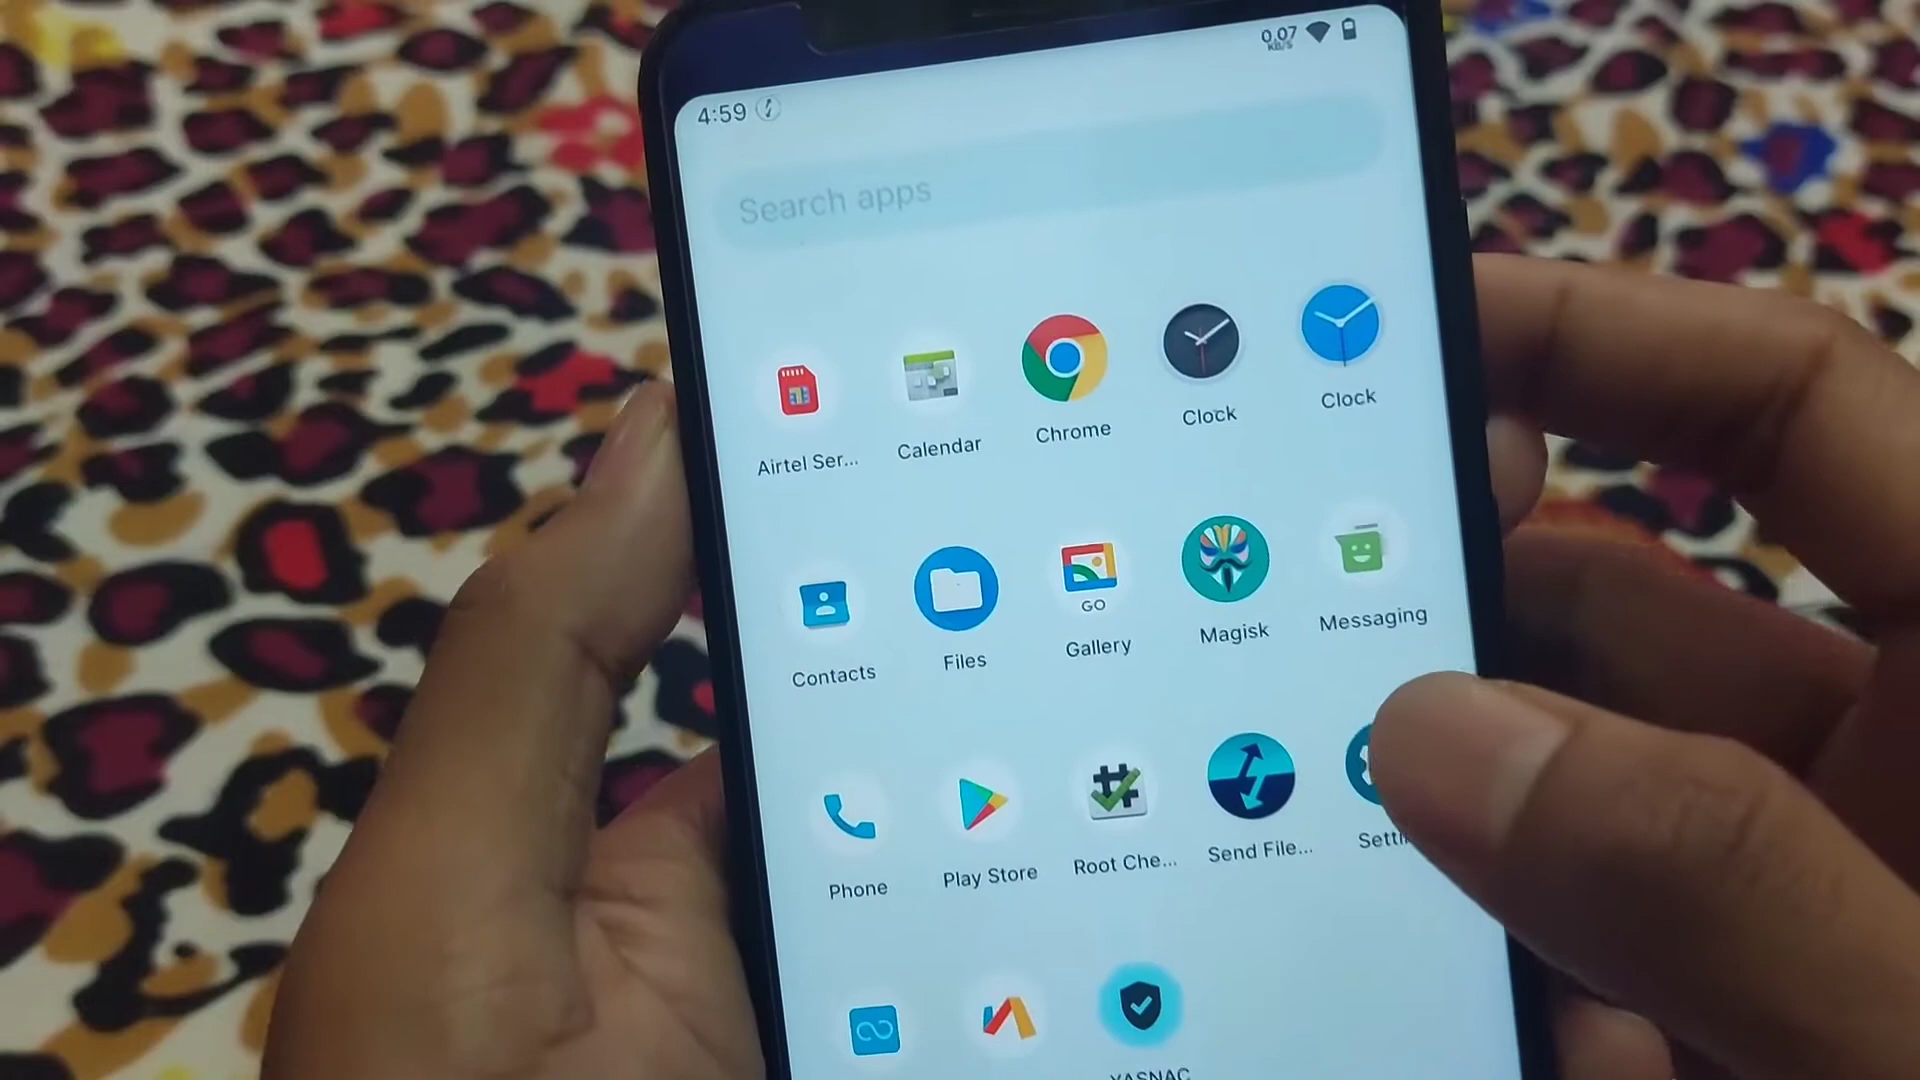 4:59
0.07
KB/S
Search apps
Airtel Ser...
Calendar
Chrome
Clock
Clock
Contacts
Files
GO
Gallery
Magisk
Messaging
Phone
Play Store
Root Che...
Send File...
Setti
YASNAC